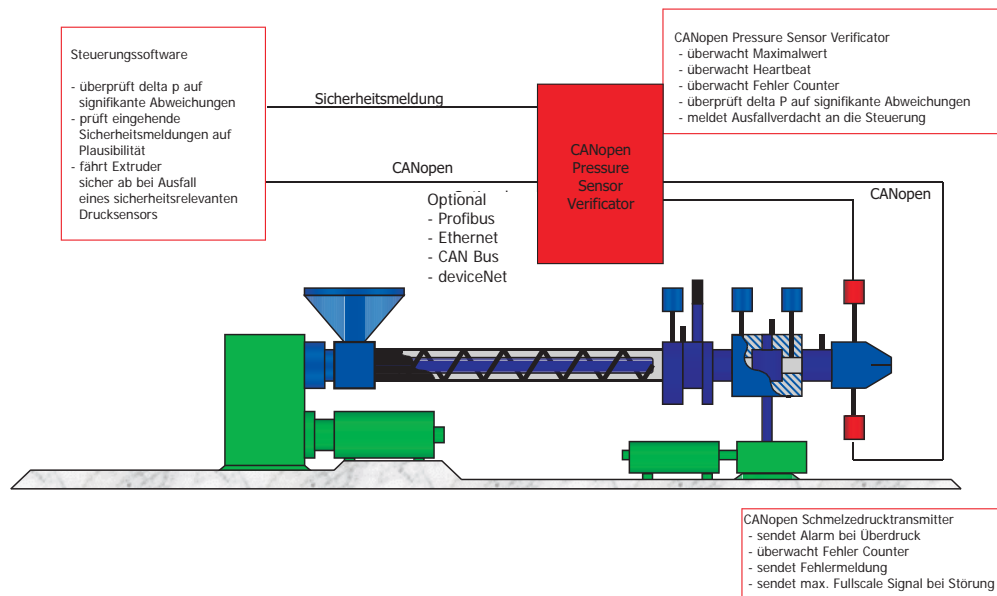 Steuerungssoftware
- überprüft delta p auf
signifikante Abweichungen
- prüft eingehende
Sicherheitsmeldungen auf
Plausibilität
- fährt Extruder
sicher ab bei Ausfall
eines sicherheitsrelevanten
Drucksensors
Sicherheitsmeldung
CANopen
Optional
- Profibus
- Ethernet
- CAN Bus
- deviceNet
CANopen
Pressure
Sensor
Verificator
CANopen Pressure Sensor Verificator
- überwacht Maximalwert
- überwacht Heartbeat
- überwacht Fehler Counter
- überprüft delta P auf signifikante Abweichungen
- meldet Ausfallverdacht an die Steuerung
CANopen
CANopen Schmelzedrucktransmitter
- sendet Alarm bei Überdruck
- überwacht Fehler Counter
- sendet Fehlermeldung
- sendet max. Fullscale Signal bei Störung